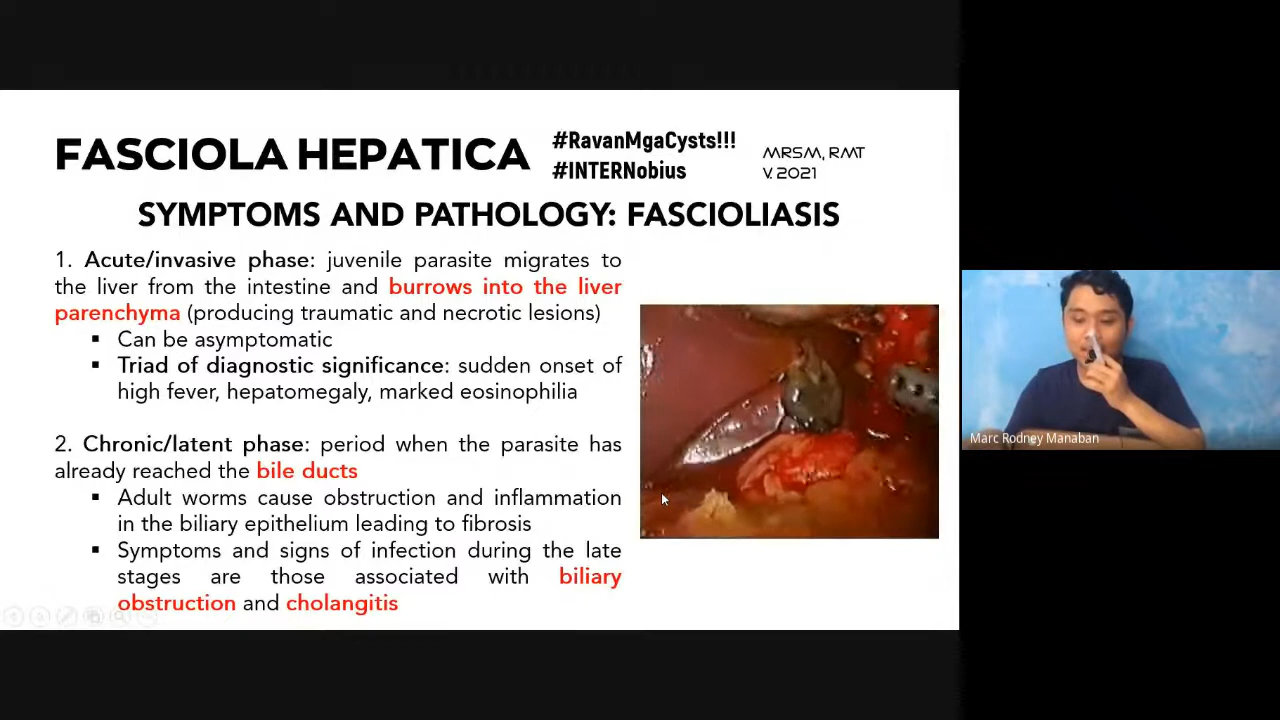 FASCIOLA HEPATICA
#RavanMgaCysts!!!
#INTERNobius
MRSM, RMT
V. 2021
SYMPTOMS AND PATHOLOGY: FASCIOLIASIS
1. Acute/invasive phase: juvenile parasite migrates to
the liver from the intestine and burrows into the liver
parenchyma (producing traumatic and necrotic lesions)
▪ Can be asymptomatic
▪ Triad of diagnostic significance: sudden onset of
high fever, hepatomegaly, marked eosinophilia
2. Chronic/latent phase: period when the parasite has
already reached the bile ducts
▪ Adult worms cause obstruction and inflammation
in the biliary epithelium leading to fibrosis
▪ Symptoms and signs of infection during the late
stages are those associated with biliary
obstruction and cholangitis
Marc Rodney Manaban